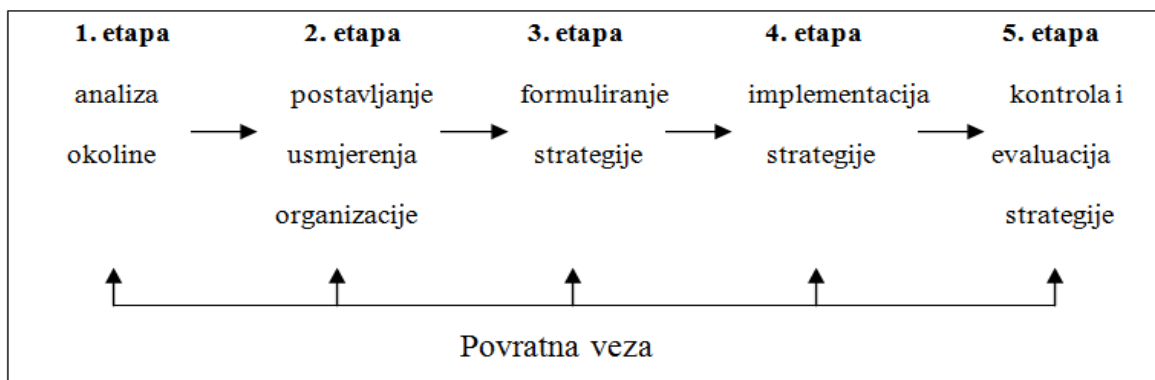 1. etapa 2. etapa 3. etapa 4. etapa 5. etapa
analiza postavljanje formuliranje implementacija kontrola i
okoline usmjerenja strategije strategije evaluacija
organizacije strategije
Povratna veza